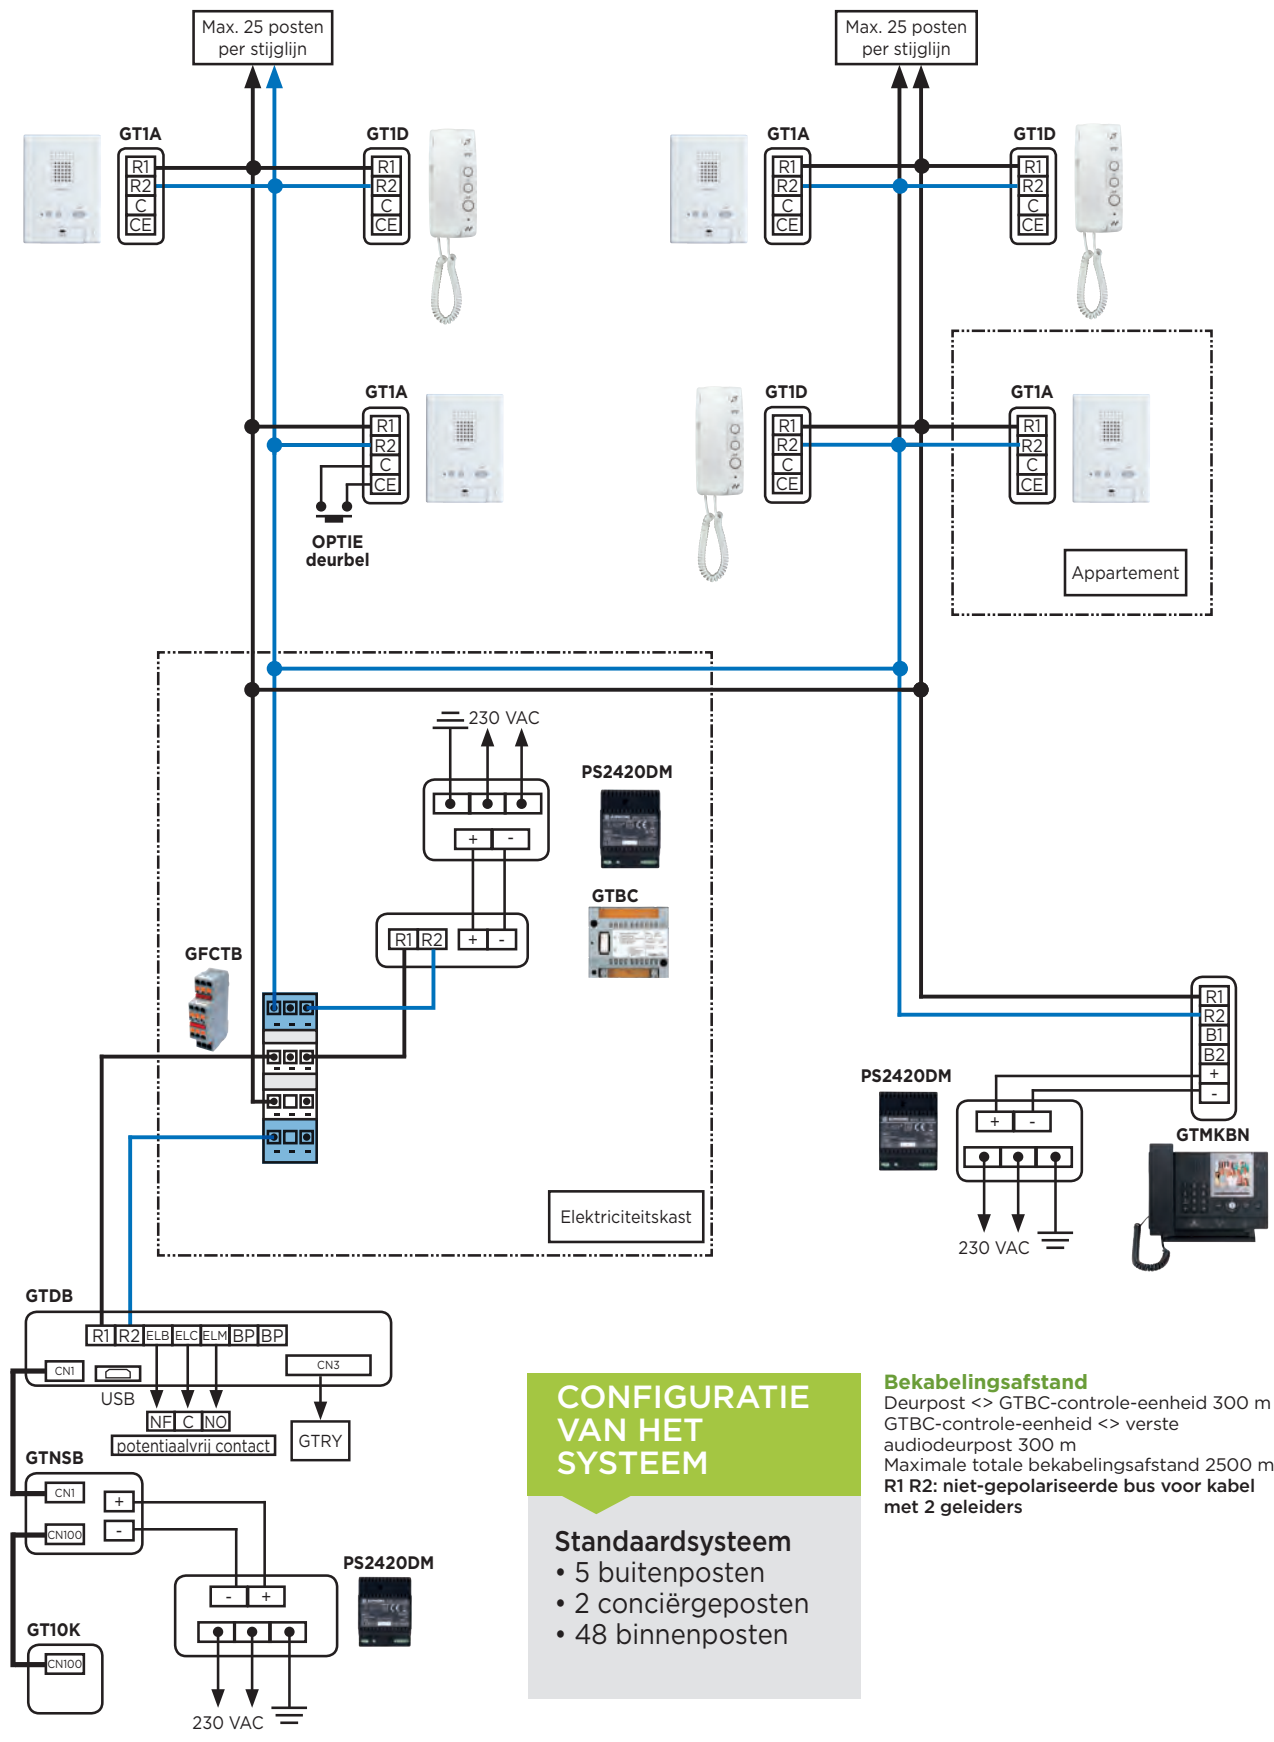 Max. 25 posten
per stijglijn
Max. 25 posten
per stijglijn
GT1A
R1
R2
C
CE
GT1D
R1
R2
C
CE
GT1A
R1
R2
C
CE
GT1D
R1
R2
C
CE
GT1A
R1
R2
C
CE
OPTIE
deurbel
GT1D
R1
R2
C
CE
GT1A
R1
R2
C
CE
Appartement
230 VAC
+ -
PS2420DM
GTBC
R1 R2 + -
GFCTB
Elektriciteitskast
R1
R2
B1
B2
+
-
GTMKBN
PS2420DM
+ -
230 VAC
GTDB
R1 R2 ELB ELC ELM BP BP
CN1
USB
CN3
NF C NO
potentiaalvrij contact
GTRY
GTNSB
CN1
+
CN100
-
PS2420DM
- +
230 VAC
GT10K
CN100
CONFIGURATIE
VAN HET
SYSTEEM
Standaardsysteem
• 5 buitenposten
• 2 conciërgeposten
• 48 binnenposten
Bekabelingsafstand
Deurpost <> GTBC-controle-eenheid 300 m
GTBC-controle-eenheid <> verste
audiodeurpost 300 m
Maximale totale bekabelingsafstand 2500 m
R1 R2: niet-gepolariseerde bus voor kabel
met 2 geleiders